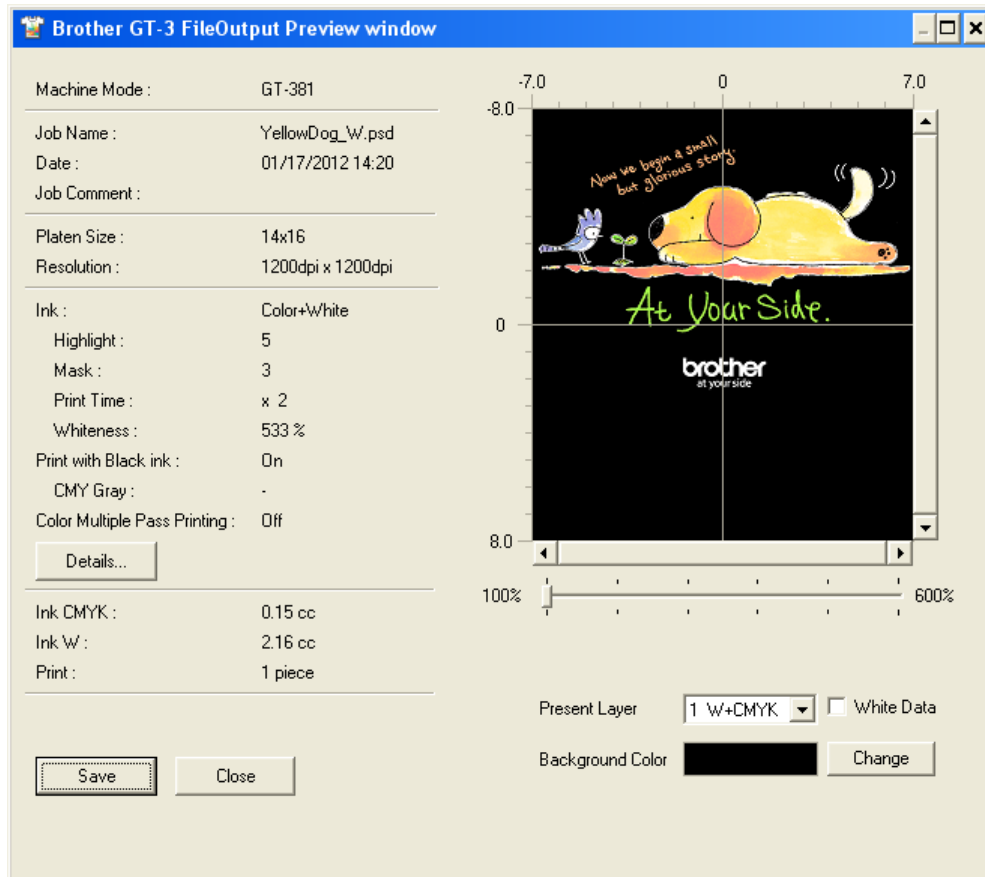 Brother GT-3 FileOutput Preview window
Machine Mode : GT-381
Job Name : YellowDog_W.psd
Date : 01/17/2012 14:20
Job Comment :
Platen Size : 14x16
Resolution : 1200dpi x 1200dpi
Ink : Color+White
Highlight : 5
Mask : 3
Print Time : x 2
Whiteness : 533 %
Print with Black ink : On
CMY Gray : -
Color Multiple Pass Printing : Off
Details...
Ink CMYK : 0.15 cc
Ink W : 2.16 cc
Print : 1 piece
Save Close
-7.0 0 7.0
-8.0
Now we begin a small
but glorious story.
At Your Side.
0
brother
at your side
8.0
100% 600%
Present Layer 1 W+CMYK White Data
Background Color Change